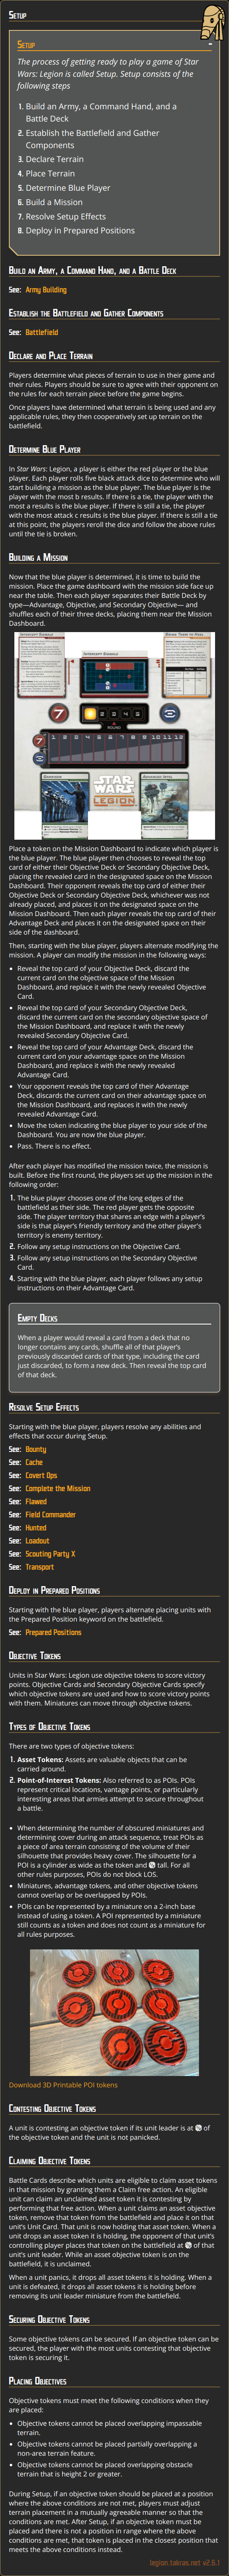 Setup
Setup
The process of getting ready to play a game of Star
Wars: Legion is called Setup. Setup consists of the
following steps
1. Build an Army, a Command Hand, and a
Battle Deck
2. Establish the Battlefield and Gather
Components
3. Declare Terrain
4. Place Terrain
5. Determine Blue Player
6. Build a Mission
7. Resolve Setup Effects
8. Deploy in Prepared Positions
Build an Army, a Command Hand, and a Battle Deck
See: Army Building
Establish the Battlefield and Gather Components
See: Battlefield
Declare and Place Terrain
Players determine what pieces of terrain to use in their game and
their rules. Players should be sure to agree with their opponent on
the rules for each terrain piece before the game begins.
Once players have determined what terrain is being used and any
applicable rules, they then cooperatively set up terrain on the
battlefield.
Determine Blue Player
In Star Wars: Legion, a player is either the red player or the blue
player. Each player rolls five black attack dice to determine who will
start building a mission as the blue player. The blue player is the
player with the most b results. If there is a tie, the player with the
most a results is the blue player. If there is still a tie, the player
with the most attack c results is the blue player. If there is still a tie
at this point, the players reroll the dice and follow the above rules
until the tie is broken.
Building a Mission
Now that the blue player is determined, it is time to build the
mission. Place the game dashboard with the mission side face up
near the table. Then each player separates their Battle Deck by
type—Advantage, Objective, and Secondary Objective— and
shuffles each of their three decks, placing them near the Mission
Dashboard.
Intercept Signals
Intercept Signals
Bring Them to Heel
7
1 2 3 4 5
7
1 2 3 4 5 6 7 8 9 10 11 12
STAR WARS
LEGION
Place a token on the Mission Dashboard to indicate which player is
the blue player. The blue player then chooses to reveal the top
card of either their Objective Deck or Secondary Objective Deck,
placing the revealed card in the designated space on the Mission
Dashboard. Their opponent reveals the top card of either their
Objective Deck or Secondary Objective Deck, whichever was not
already placed, and places it on the designated space on the
Mission Dashboard. Then each player reveals the top card of their
Advantage Deck and places it on the designated space on their
side of the dashboard.
Then, starting with the blue player, players alternate modifying the
mission. A player can modify the mission in the following ways:
• Reveal the top card of your Objective Deck, discard the
current card on the objective space of the Mission
Dashboard, and replace it with the newly revealed Objective
Card.
• Reveal the top card of your Secondary Objective Deck,
discard the current card on the secondary objective space of
the Mission Dashboard, and replace it with the newly
revealed Secondary Objective Card.
• Reveal the top card of your Advantage Deck, discard the
current card on your advantage space on the Mission
Dashboard, and replace it with the newly revealed
Advantage Card.
• Your opponent reveals the top card of their Advantage
Deck, discards the current card on their advantage space on
the Mission Dashboard, and replaces it with the newly
revealed Advantage Card.
• Move the token indicating the blue player to your side of the
Dashboard. You are now the blue player.
• Pass. There is no effect.
After each player has modified the mission twice, the mission is
built. Before the first round, the players set up the mission in the
following order:
1. The blue player chooses one of the long edges of the
battlefield as their side. The red player gets the opposite
side. The player territory that shares an edge with a player's
side is that player's friendly territory and the other player's
territory is enemy territory.
2. Follow any setup instructions on the Objective Card.
3. Follow any setup instructions on the Secondary Objective
Card.
4. Starting with the blue player, each player follows any setup
instructions on their Advantage Card.
Empty Decks
When a player would reveal a card from a deck that no
longer contains any cards, shuffle all of that player's
previously discarded cards of that type, including the card
just discarded, to form a new deck. Then reveal the top card
of that deck.
Resolve Setup Effects
Starting with the blue player, players resolve any abilities and
effects that occur during Setup.
See: Bounty
See: Cache
See: Covert Ops
See: Complete the Mission
See: Flawed
See: Field Commander
See: Hunted
See: Loadout
See: Scouting Party X
See: Transport
Deploy in Prepared Positions
Starting with the blue player, players alternate placing units with
the Prepared Position keyword on the battlefield.
See: Prepared Positions
Objective Tokens
Units in Star Wars: Legion use objective tokens to score victory
points. Objective Cards and Secondary Objective Cards specify
which objective tokens are used and how to score victory points
with them. Miniatures can move through objective tokens.
Types of Objective Tokens
There are two types of objective tokens:
1. Asset Tokens: Assets are valuable objects that can be
carried around.
2. Point-of-Interest Tokens: Also referred to as POIs. POIs
represent critical locations, vantage points, or particularly
interesting areas that armies attempt to secure throughout
a battle.
• When determining the number of obscured miniatures and
determining cover during an attack sequence, treat POIs as
a piece of area terrain consisting of the volume of their
silhouette that provides heavy cover. The silhouette for a
POI is a cylinder as wide as the token and tall. For all
other rules purposes, POIs do not block LOS.
• Miniatures, advantage tokens, and other objective tokens
cannot overlap or be overlapped by POIs.
• POIs can be represented by a miniature on a 2-inch base
instead of using a token. A POI represented by a miniature
still counts as a token and does not count as a miniature for
all rules purposes.
Download 3D Printable POI tokens
Contesting Objective Tokens
A unit is contesting an objective token if its unit leader is at of
the objective token and the unit is not panicked.
Claiming Objective Tokens
Battle Cards describe which units are eligible to claim asset tokens
in that mission by granting them a Claim free action. An eligible
unit can claim an unclaimed asset token it is contesting by
performing that free action. When a unit claims an asset objective
token, remove that token from the battlefield and place it on that
unit's Unit Card. That unit is now holding that asset token. When a
unit drops an asset token it is holding, the opponent of that unit's
controlling player places that token on the battlefield at of that
unit's unit leader. While an asset objective token is on the
battlefield, it is unclaimed.
When a unit panics, it drops all asset tokens it is holding. When a
unit is defeated, it drops all asset tokens it is holding before
removing its unit leader miniature from the battlefield.
Securing Objective Tokens
Some objective tokens can be secured. If an objective token can be
secured, the player with the most units contesting that objective
token is securing it.
Placing Objectives
Objective tokens must meet the following conditions when they
are placed:
• Objective tokens cannot be placed overlapping impassable
terrain.
• Objective tokens cannot be placed partially overlapping a
non-area terrain feature.
• Objective tokens cannot be placed overlapping obstacle
terrain that is height 2 or greater.
During Setup, if an objective token should be placed at a position
where the above conditions are not met, players must adjust
terrain placement in a mutually agreeable manner so that the
conditions are met. After Setup, if an objective token must be
placed and there is not a position in range where the above
conditions are met, that token is placed in the closest position that
meets the above conditions instead.
legion.takras.net v2.6.1